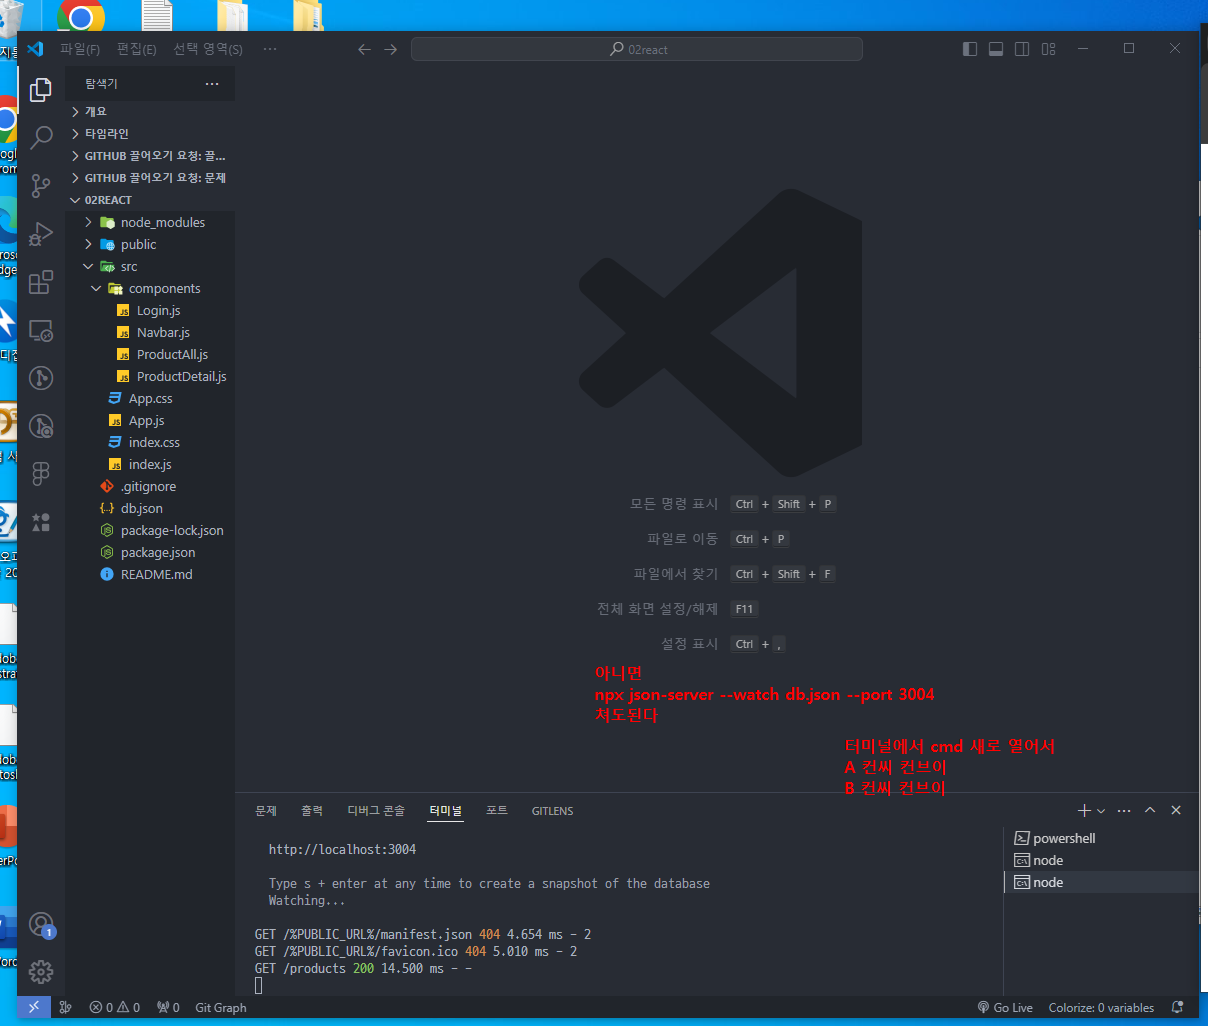 파일(F) 편집(E) 선택 영역(S) ···
02react
탐색기 ···
개요
타임라인
GITHUB 끌어오기 요청: 끌...
GITHUB 끌어오기 요청: 문제
02REACT
node_modules
public
src
components
Login.js
Navbar.js
ProductAll.js
ProductDetail.js
App.css
App.js
index.css
index.js
.gitignore
db.json
package-lock.json
package.json
README.md
모든 명령 표시 Ctrl + Shift + P
파일로 이동 Ctrl + P
파일에서 찾기 Ctrl + Shift + F
전체 화면 설정/해제 F11
설정 표시 Ctrl + ,
아니면
npx json-server --watch db.json --port 3004
쳐도된다
터미널에서 cmd 새로 열어서
A 컨씨 컨브이
B 컨씨 컨브이
문제 출력 디버그 콘솔 터미널 포트 GITLENS
http://localhost:3004
Type s + enter at any time to create a snapshot of the database
Watching...
GET /%PUBLIC_URL%/manifest.json 404 4.654 ms - 2
GET /%PUBLIC_URL%/favicon.ico 404 5.010 ms - 2
GET /products 200 14.500 ms - -
powershell
node
node
1
0 0 0 Git Graph
Go Live Colorize: 0 variables